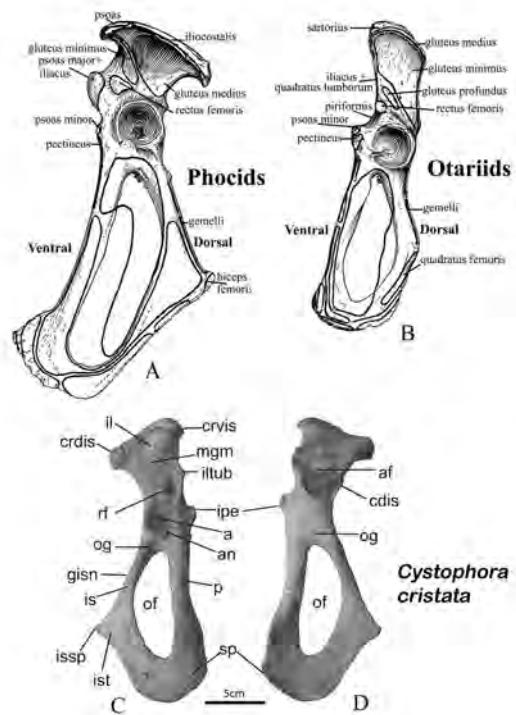 psoas
gluteus minimus
psoas major+
iliacus
iliocostalis
gluteus medius
rectus femoris
psoas minor
pectineus
Phocids
Ventral
gemelli
Dorsal
biceps
femoris
A
sartorius
gluteus medius
gluteus minimus
iliacus +
quadratus lumborum
gluteus profundus
piriformis
rectus femoris
psoas minor
pectineus
Otariids
gemelli
Ventral
Dorsal
quadratus femoris
B
il
crvis
crdis
mgm
iltub
rf
ipe
a
og
an
gisn
is
of
p
issp
ist
sp
C
5cm
af
cdis
og
of
D
Cystophora
cristata